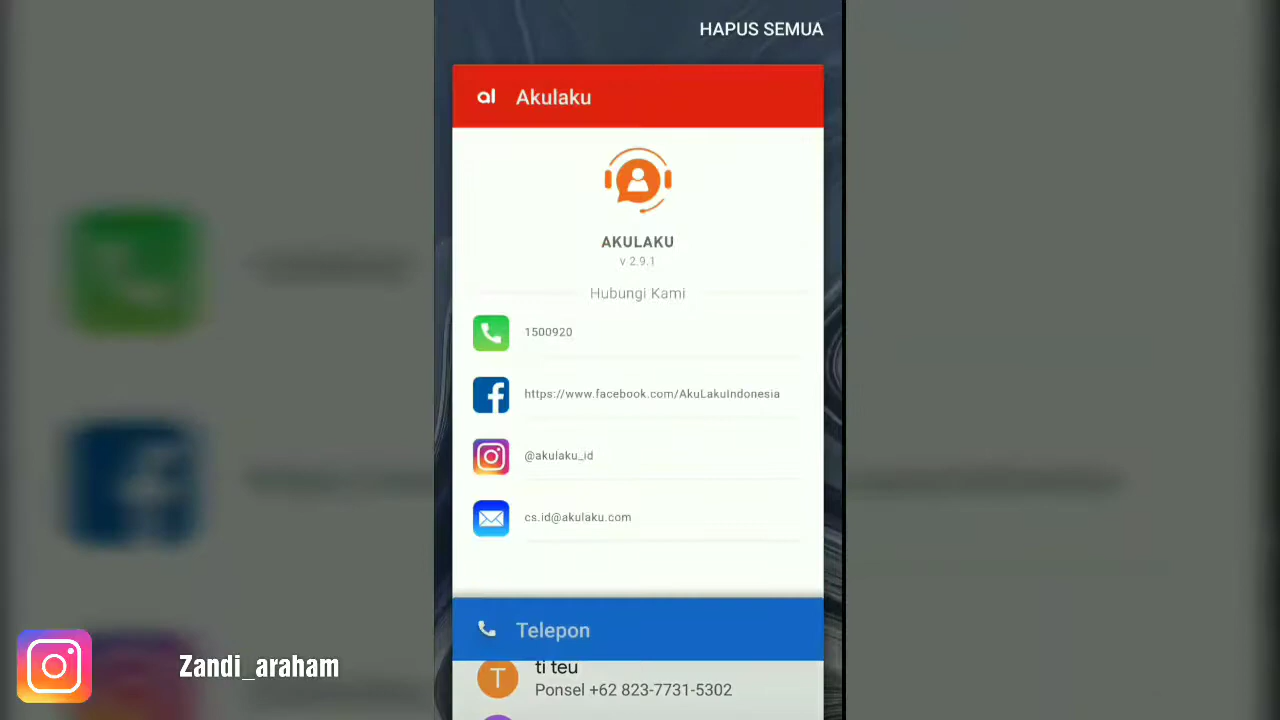 HAPUS SEMUA
al Akulaku
AKULAKU
v 2.9.1
Hubungi Kami
1500920
https://www.facebook.com/AkuLakuIndonesia
@akulaku_id
cs.id@akulaku.com
Telepon
T
ti teu
Ponsel +62 823-7731-5302
Zandi_araham